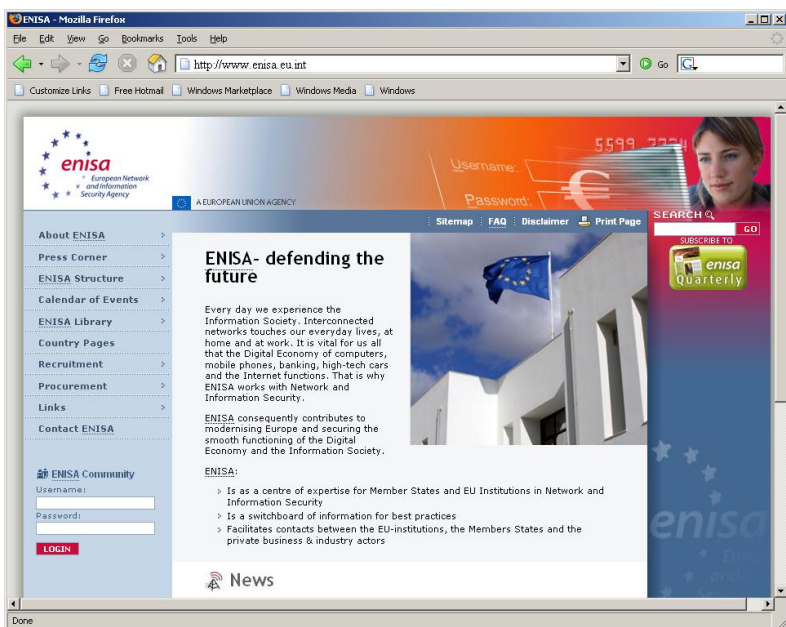 ENISA - Mozilla Firefox
File Edit View Go Bookmarks Tools Help
http://www.enisa.eu.int
Go
G
Customize Links Free Hotmail Windows Marketplace Windows Media Windows
enisa
European Network
and Information
Security Agency
A EUROPEAN UNION AGENCY
Username:
Password:
5599
Sitemap FAQ Disclaimer Print Page
SEARCH
GO
SUBSCRIBE TO
enisa
Quarterly
About ENISA
Press Corner
ENISA Structure
Calendar of Events
ENISA Library
Country Pages
Recruitment
Procurement
Links
Contact ENISA
ENISA Community
Username:
Password:
LOGIN
ENISA- defending the
future
Every day we experience the
Information Society. Interconnected
networks touches our everyday lives, at
home and at work. It is vital for us all
that the Digital Economy of computers,
mobile phones, banking, high-tech cars
and the Internet functions. That is why
ENISA works with Network and
Information Security.
ENISA consequently contributes to
modernising Europe and securing the
smooth functioning of the Digital
Economy and the Information Society.
ENISA:
Is as a centre of expertise for Member States and EU Institutions in Network and
Information Security
Is a switchboard of information for best practices
Facilitates contacts between the EU-institutions, the Members States and the
private business & industry actors
News
enisa
Done